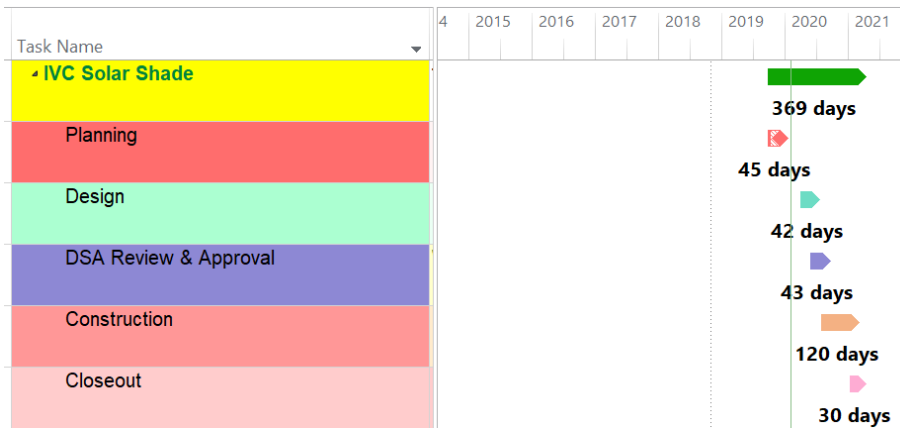 4 2015 2016 2017 2018 2019 2020 2021
Task Name
IVC Solar Shade
369 days
Planning
45 days
Design
42 days
DSA Review & Approval
43 days
Construction
120 days
Closeout
30 days